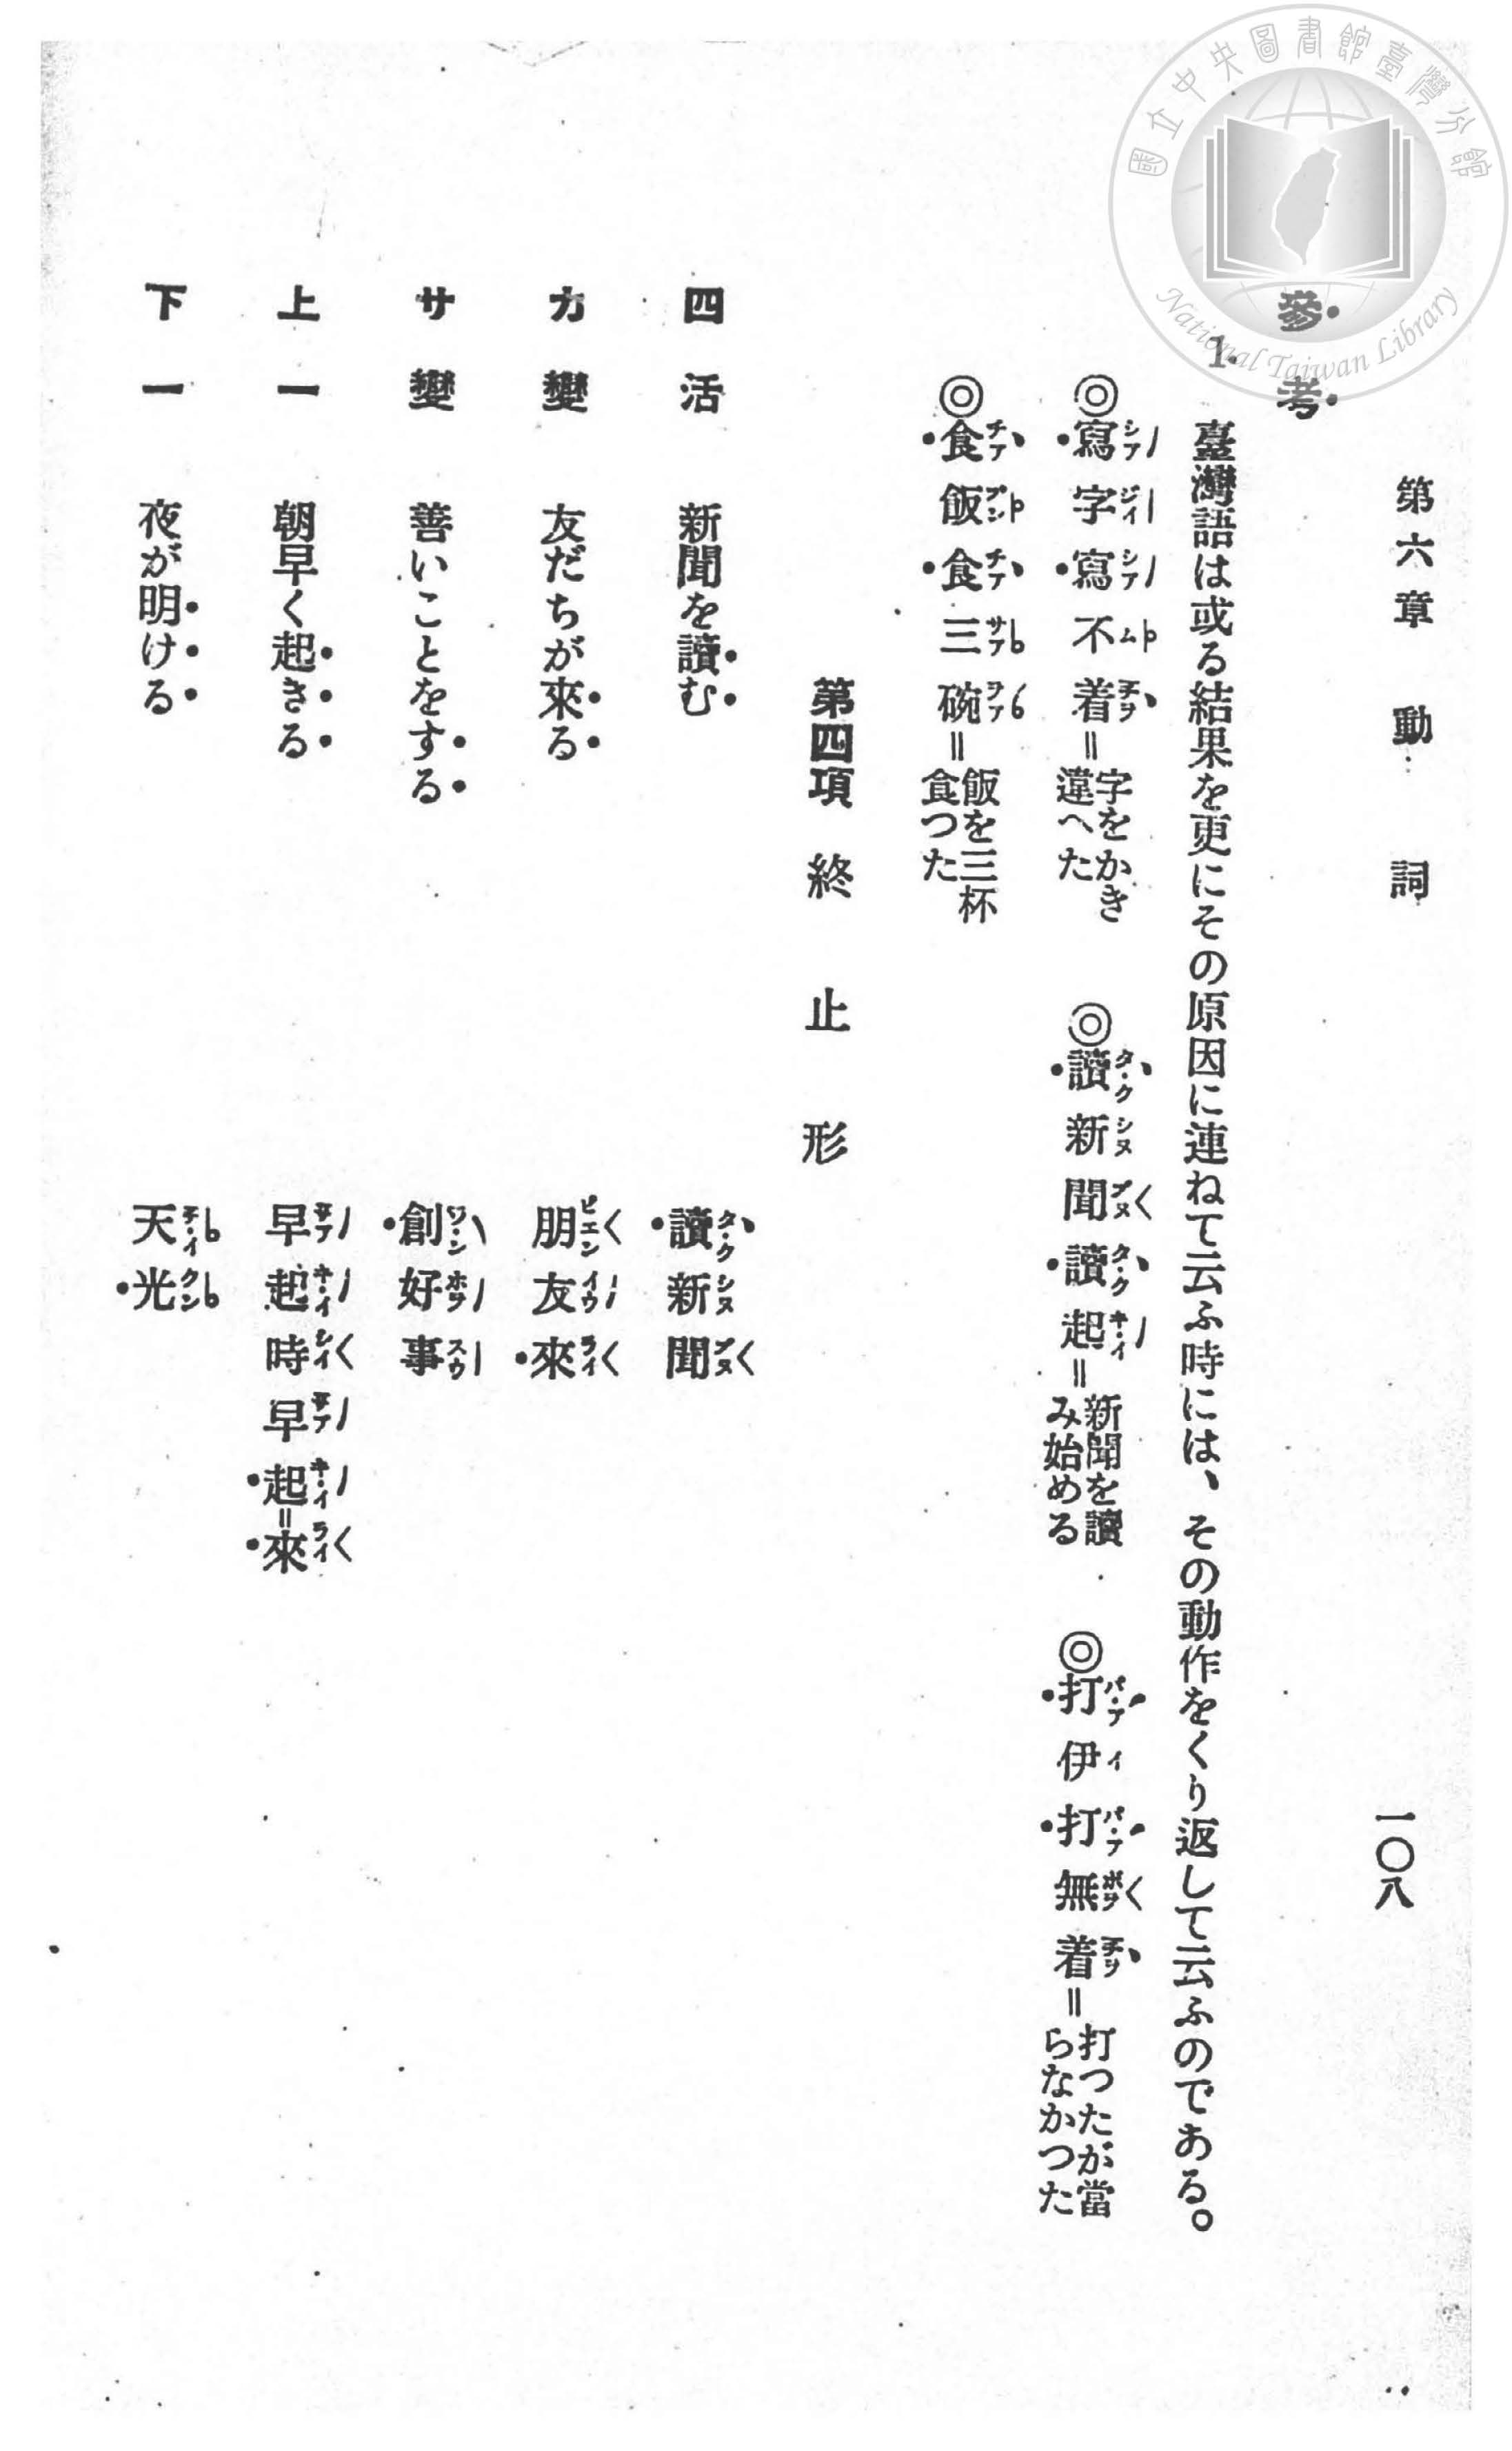 第六章 動詞
一〇八
參考
1. 臺灣語は或る結果を更にその原因に連ねて云ふ時には、その動作をくり返して云ふのである。
◎寫字寫不着＝字をかき違へた ◎讀新聞讀起＝新聞を讀み始める ◎打伊打無着＝打つたが當らなかつた
◎食飯食三碗＝飯を三杯食つた
第四項 終止形
四活 新聞を讀む 讀新聞
カ變 友だちが來る 朋友來
サ變 善いことをする 創好事
上一 朝早く起きる 早起時早起＝來
下一 夜が明ける 天光
國立中央圖書館臺灣分館
National Taiwan Library